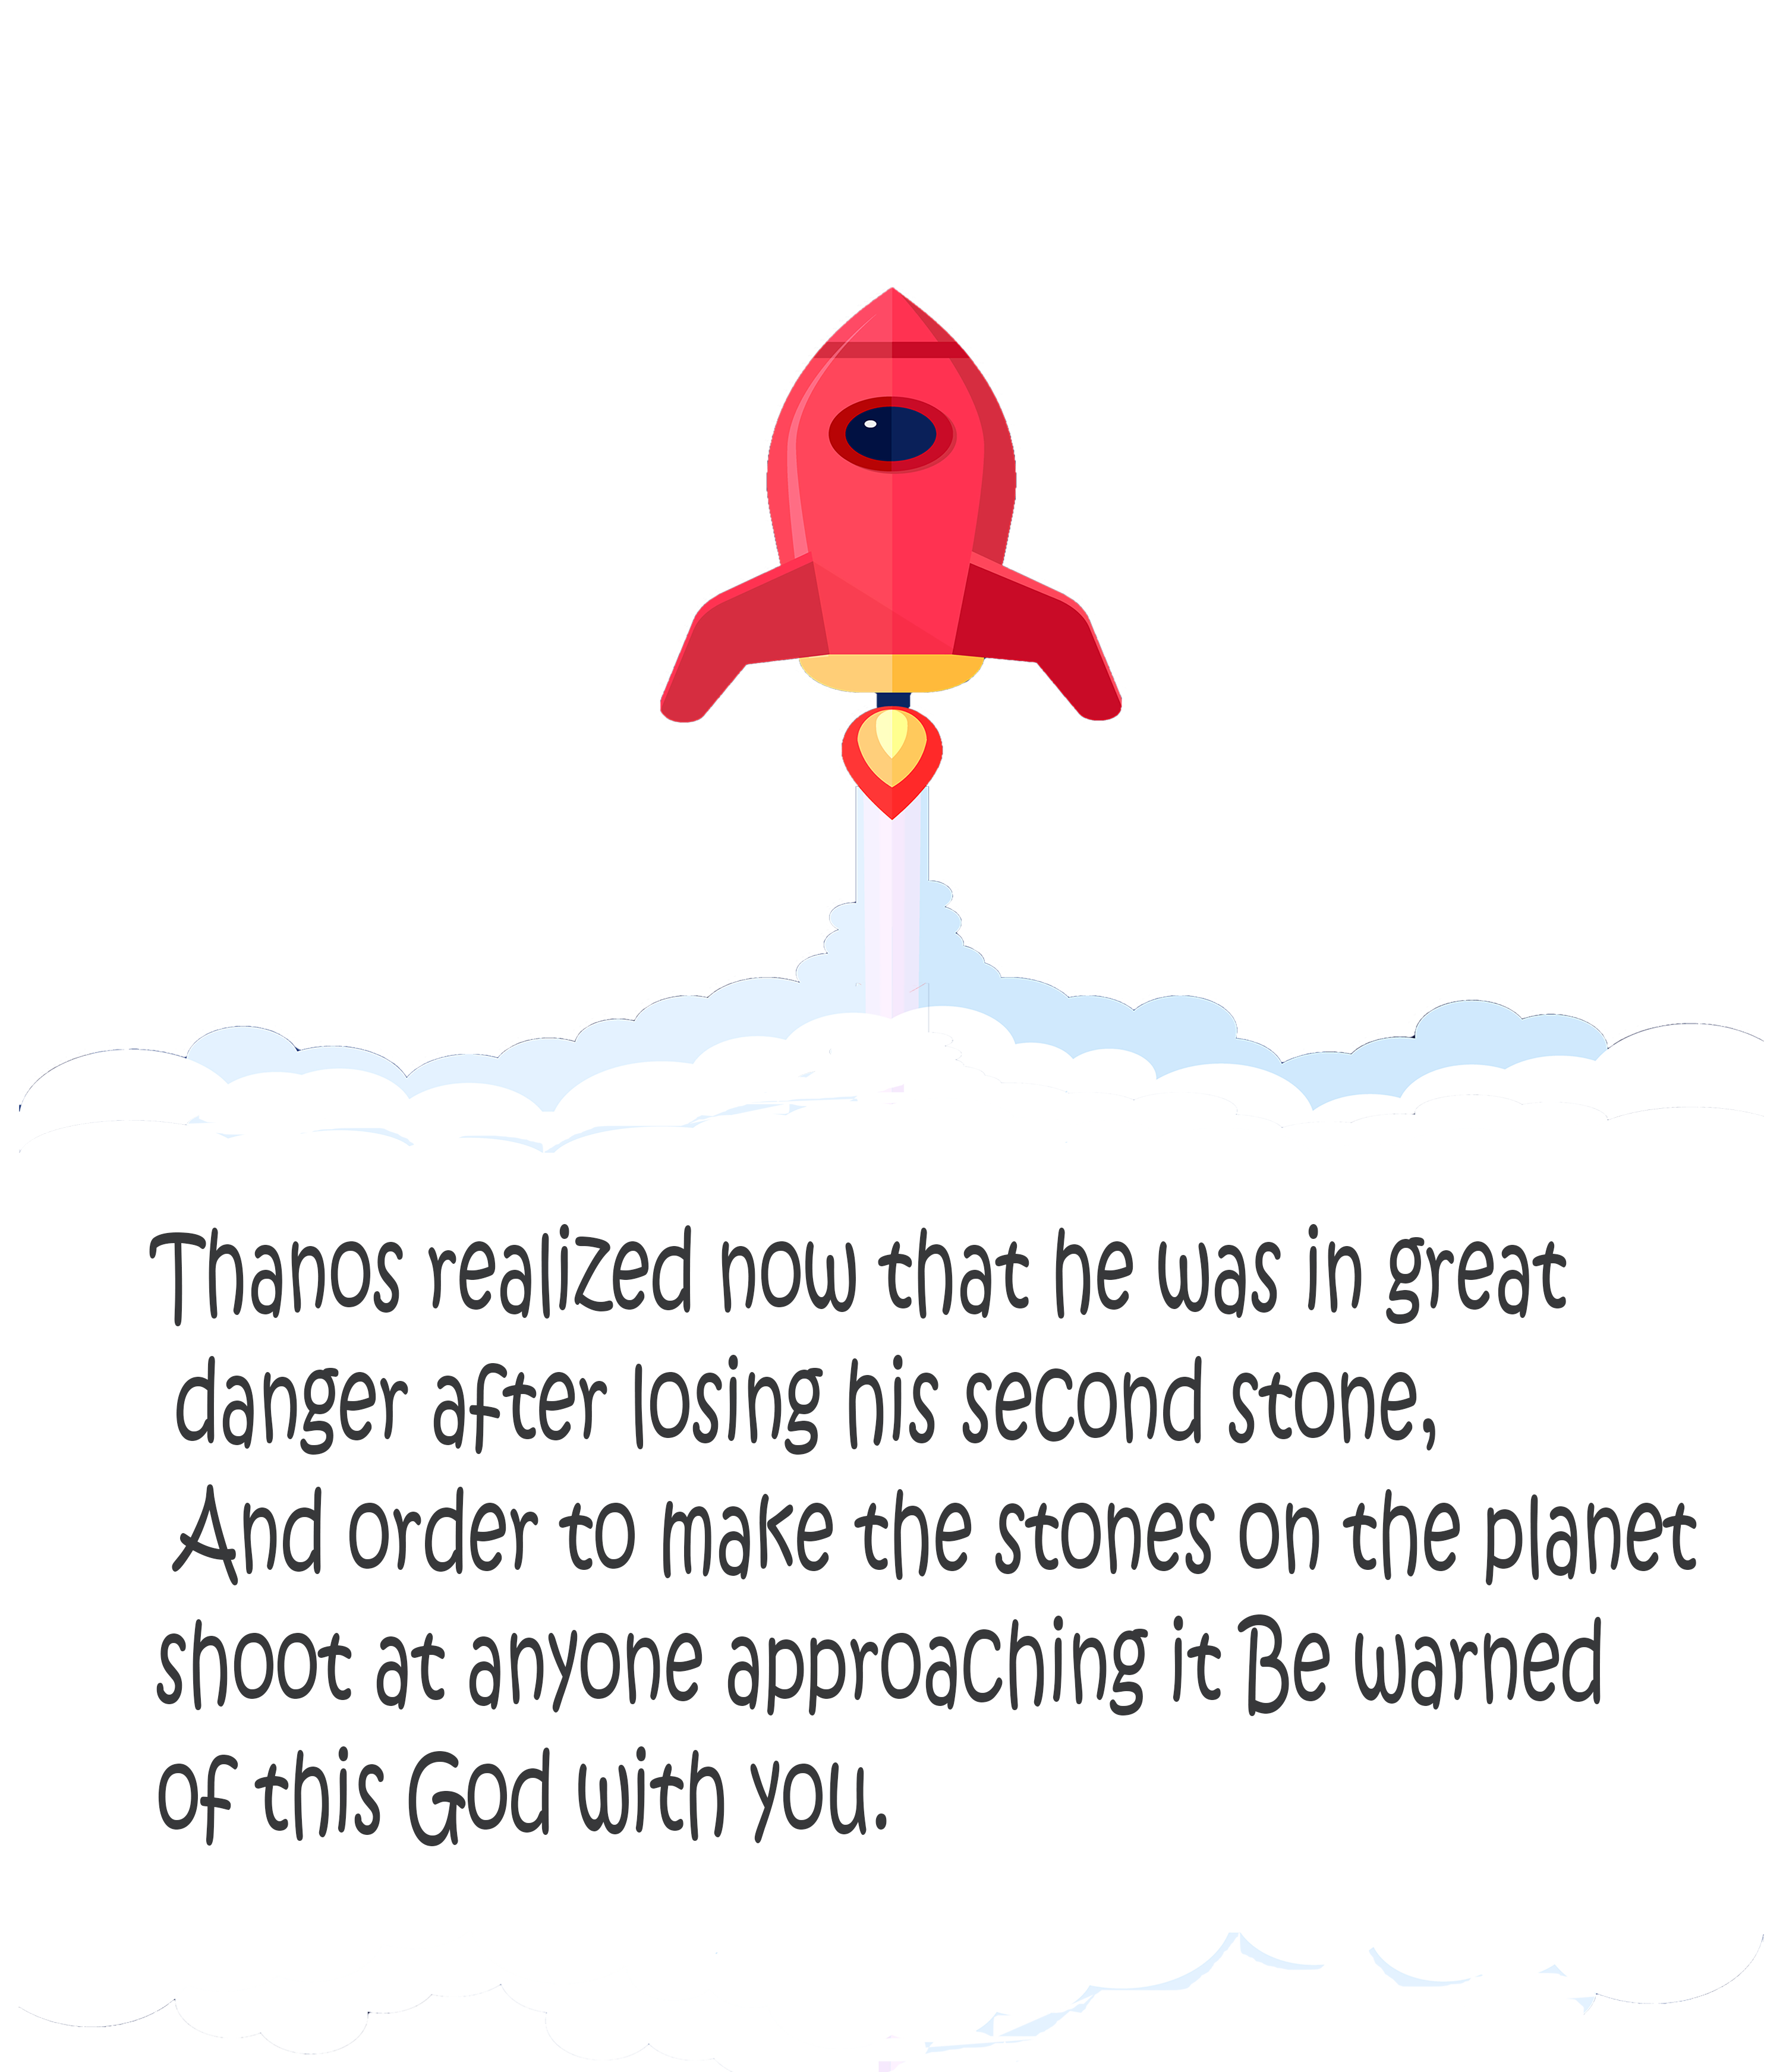 Thanos realized now that he was in great
danger after losing his second stone,
And order to make the stones on the planet
shoot at anyone approaching it Be warned
of this God with you.